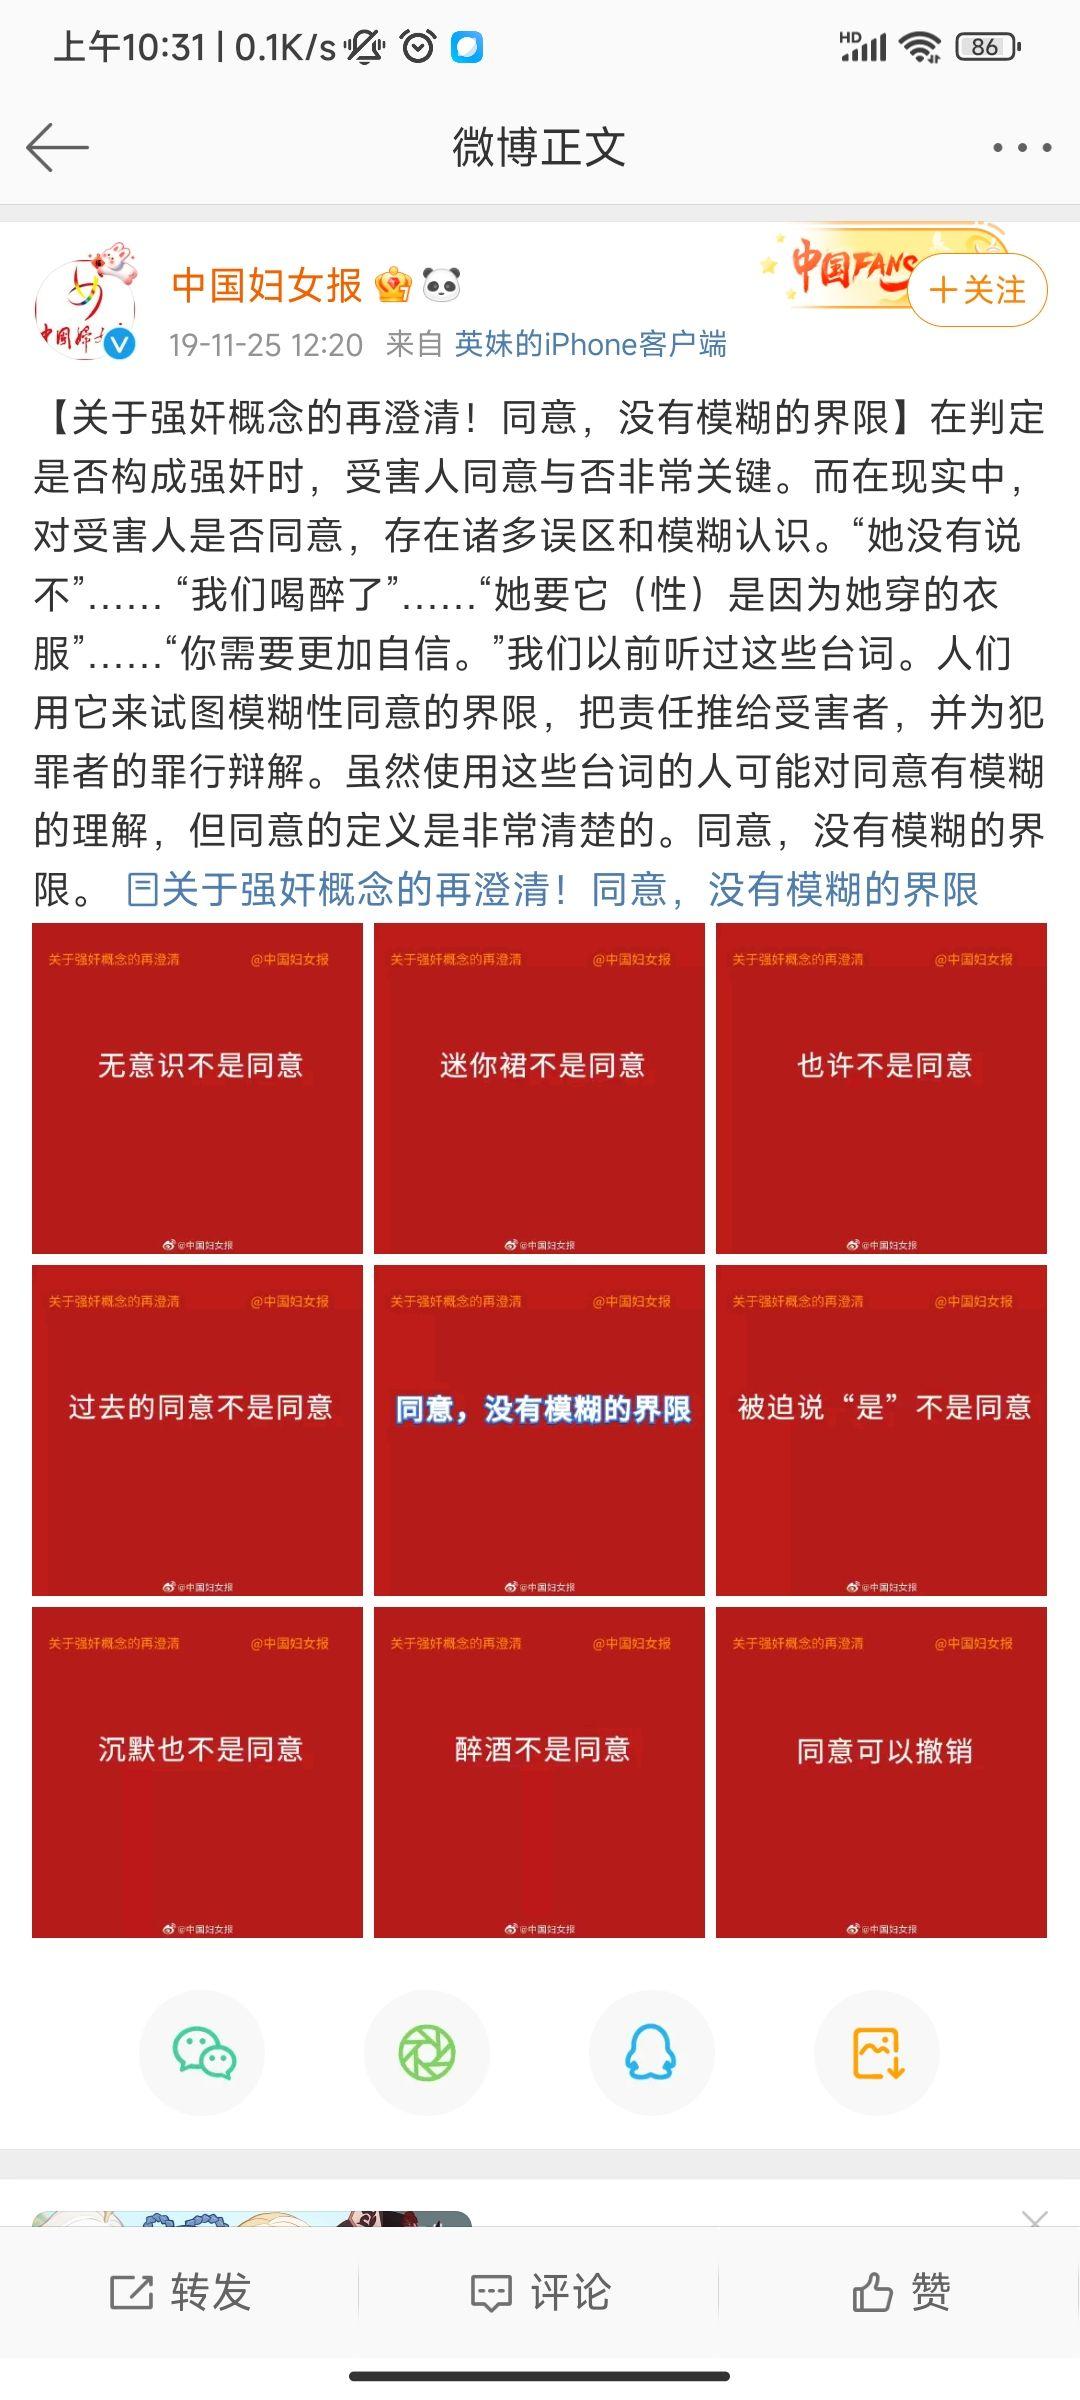 上午10:31 | 0.1K/s
HD
86
微博正文
中国妇女报
中国FANS
+关注
19-11-25 12:20 来自 英妹的iPhone客户端
【关于强奸概念的再澄清！同意，没有模糊的界限】在判定
是否构成强奸时，受害人同意与否非常关键。而在现实中，
对受害人是否同意，存在诸多误区和模糊认识。“她没有说
不”…… “我们喝醉了”……“她要它（性）是因为她穿的衣
服”……“你需要更加自信。”我们以前听过这些台词。人们
用它来试图模糊性同意的界限，把责任推给受害者，并为犯
罪者的罪行辩解。虽然使用这些台词的人可能对同意有模糊
的理解，但同意的定义是非常清楚的。同意，没有模糊的界
限。 关于强奸概念的再澄清！同意，没有模糊的界限
关于强奸概念的再澄清 @中国妇女报
无意识不是同意
@中国妇女报
关于强奸概念的再澄清 @中国妇女报
迷你裙不是同意
@中国妇女报
关于强奸概念的再澄清 @中国妇女报
也许不是同意
@中国妇女报
关于强奸概念的再澄清 @中国妇女报
过去的同意不是同意
@中国妇女报
关于强奸概念的再澄清 @中国妇女报
同意，没有模糊的界限
@中国妇女报
关于强奸概念的再澄清 @中国妇女报
被迫说“是”不是同意
@中国妇女报
关于强奸概念的再澄清 @中国妇女报
沉默也不是同意
@中国妇女报
关于强奸概念的再澄清 @中国妇女报
醉酒不是同意
@中国妇女报
关于强奸概念的再澄清 @中国妇女报
同意可以撤销
@中国妇女报
转发
评论
赞